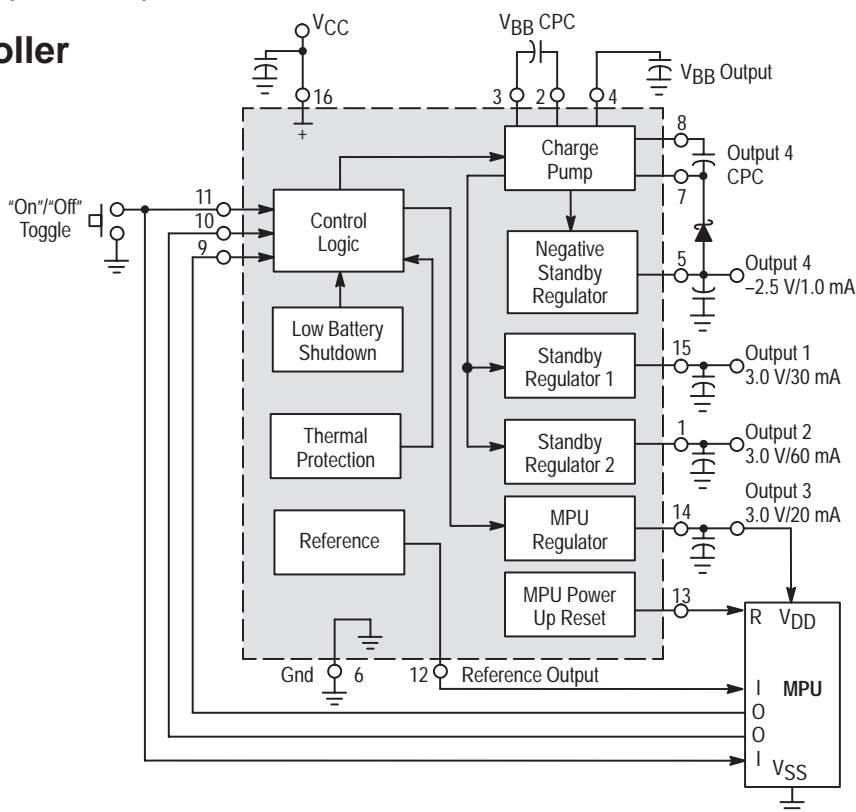 oller
VCC
VBB CPC
VBB Output
16
3
2
4
+
8
7
Output 4
CPC
Charge
Pump
"On"/"Off"
Toggle
11
10
9
Control
Logic
Negative
Standby
Regulator
5
Output 4
–2.5 V/1.0 mA
Low Battery
Shutdown
Standby
Regulator 1
15
Output 1
3.0 V/30 mA
Thermal
Protection
Standby
Regulator 2
1
Output 2
3.0 V/60 mA
Reference
MPU
Regulator
14
Output 3
3.0 V/20 mA
MPU Power
Up Reset
13
R
VDD
Gnd
6
12
Reference Output
I
MPU
O
O
I
VSS